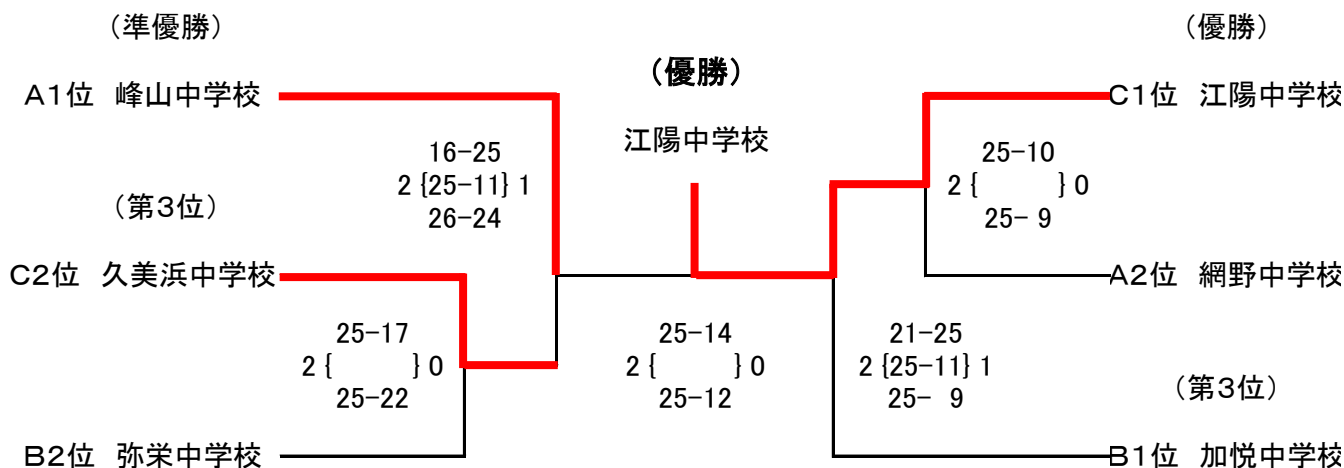 (準優勝)
(優勝)
(優勝)
A1位 峰山中学校
C1位 江陽中学校
江陽中学校
16-25
2 {25-11} 1
26-24
25-10
2 { } 0
25- 9
(第3位)
C2位 久美浜中学校
A2位 網野中学校
25-17
2 { } 0
25-22
25-14
2 { } 0
25-12
21-25
2 {25-11} 1
25- 9
(第3位)
B2位 弥栄中学校
B1位 加悦中学校